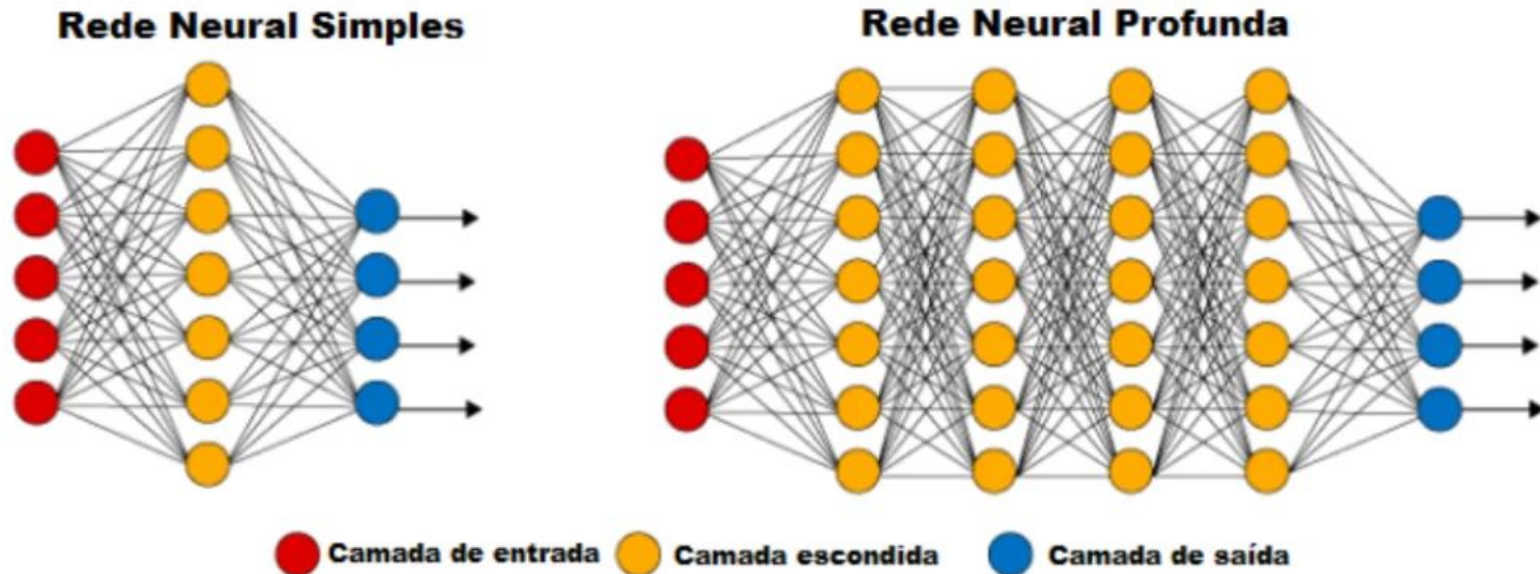 Rede Neural Simples
Rede Neural Profunda
Camada de entrada
Camada escondida
Camada de saída